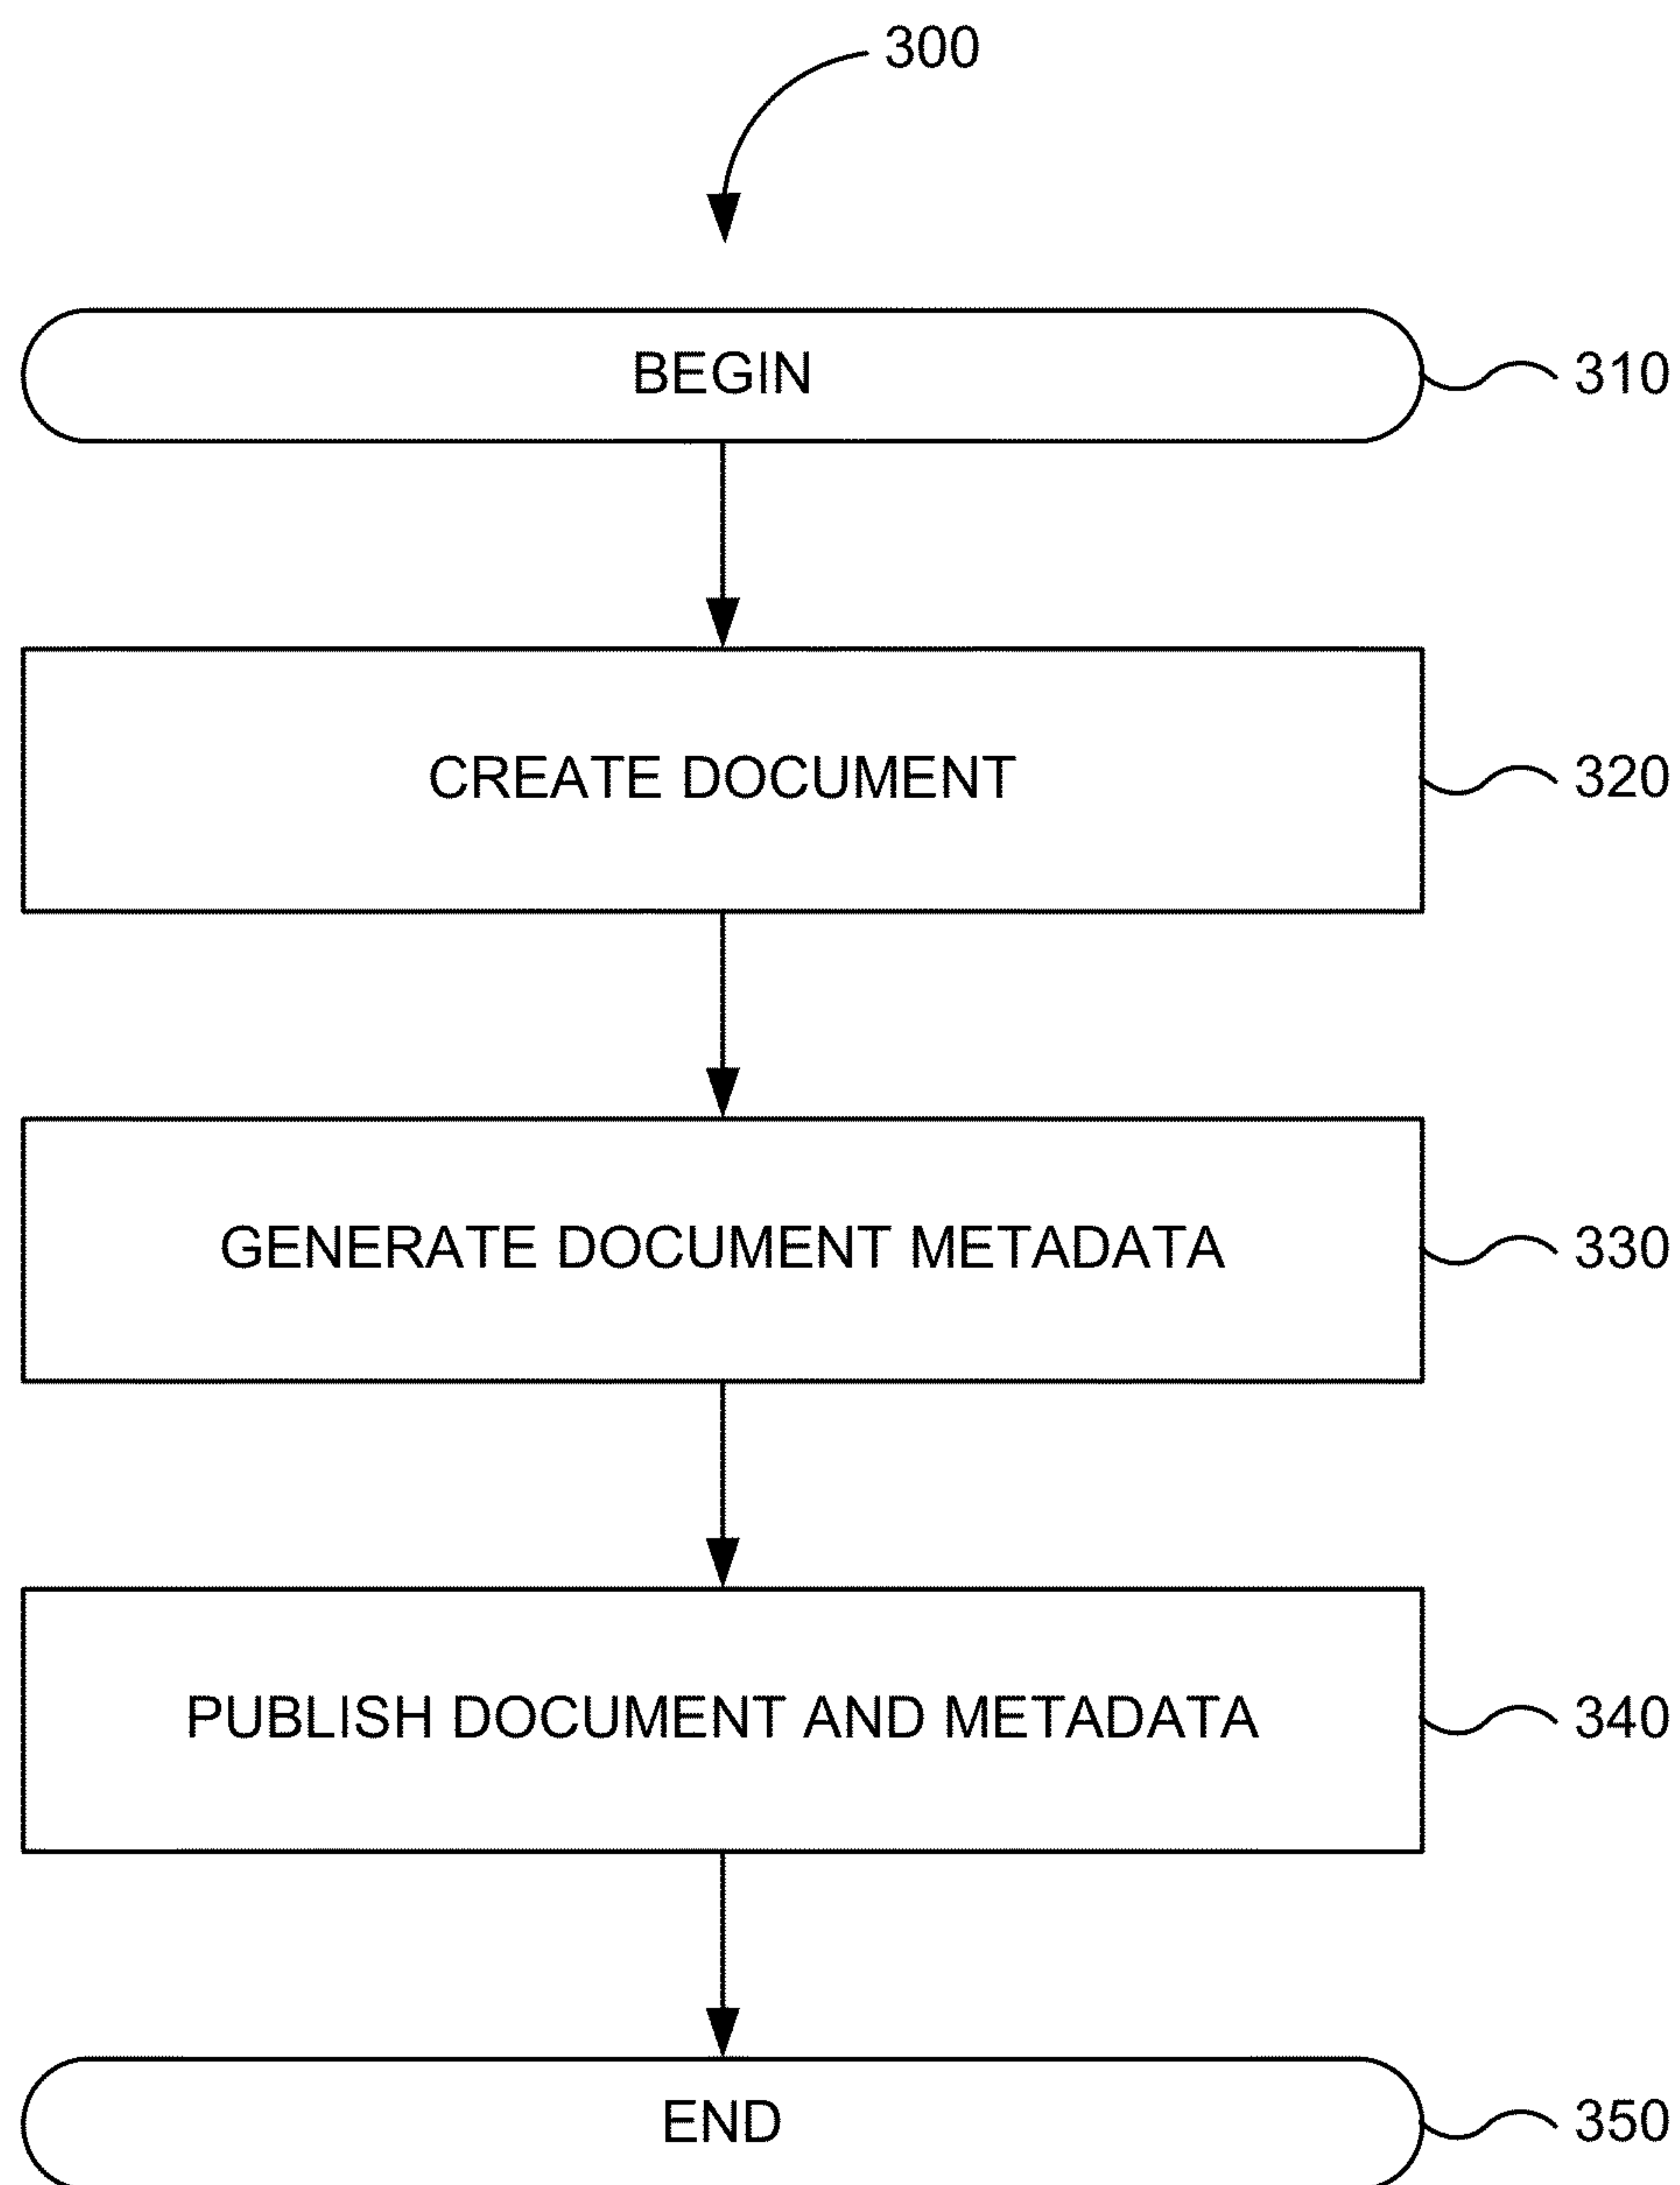 300
BEGIN
310
CREATE DOCUMENT
320
GENERATE DOCUMENT METADATA
330
PUBLISH DOCUMENT AND METADATA
340
END
350